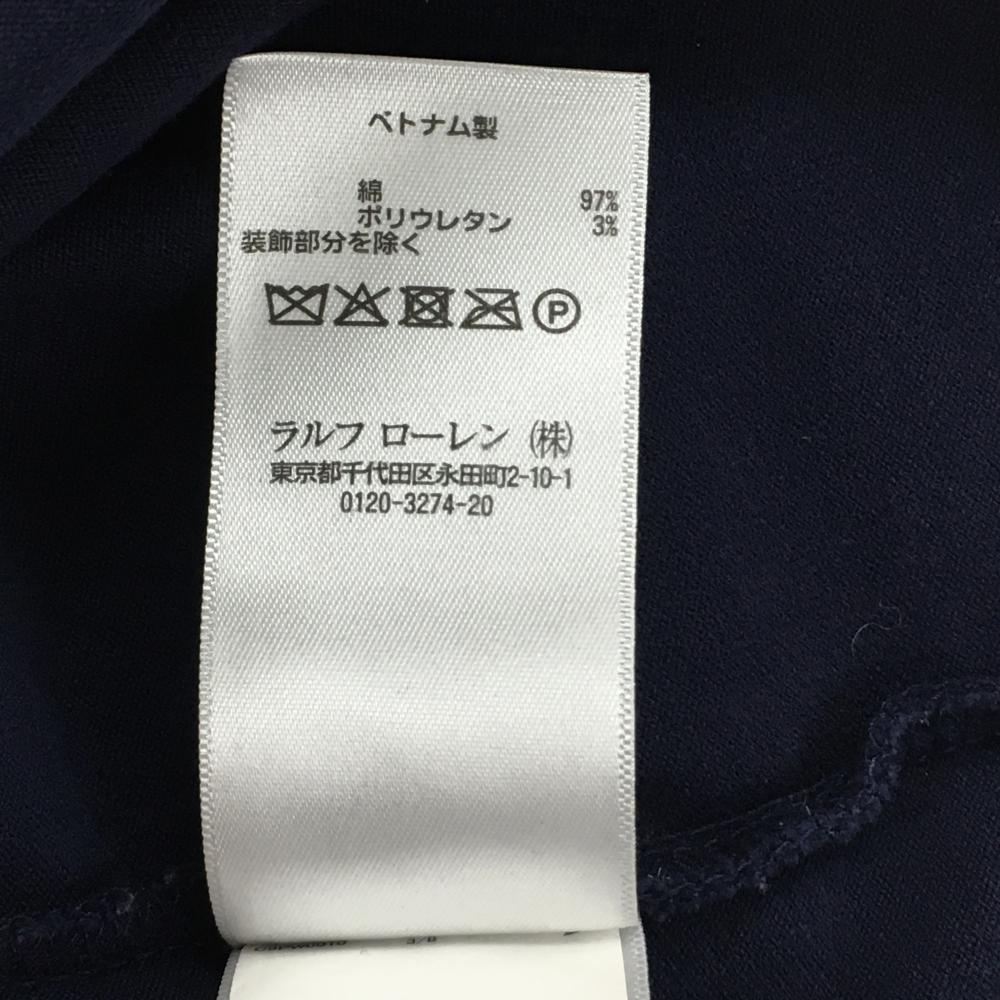 ベトナム製
綿 97%
ポリウレタン 3%
装飾部分を除く
P
ラルフ ローレン (株)
東京都千代田区永田町2-10-1
0120-3274-20